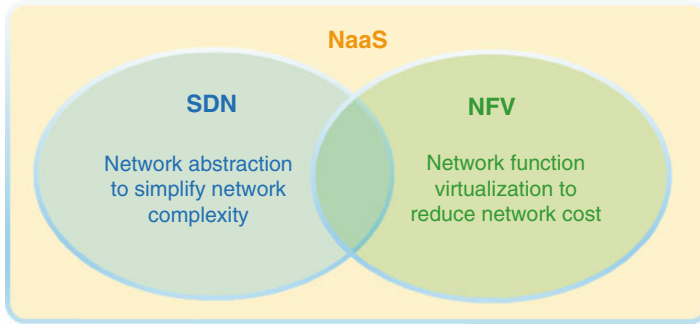 NaaS
SDN
Network abstraction
to simplify network
complexity
NFV
Network function
virtualization to
reduce network cost